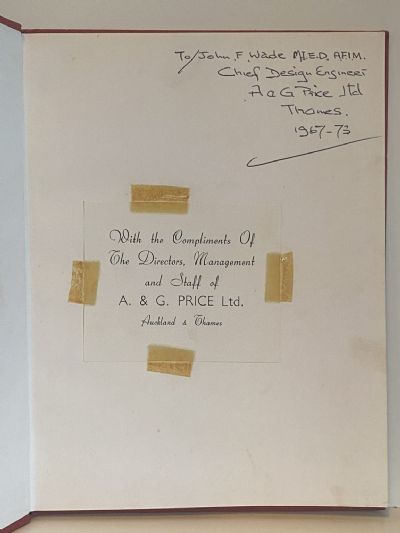 To/John. F. Wade M.I.E.D, A.F.I.M.
Chief Design Engineer
A & G Price Ltd
Thames.
1967-73
With the Compliments Of
The Directors, Management
and Staff of
A. & G. PRICE Ltd.
Auckland & Thames